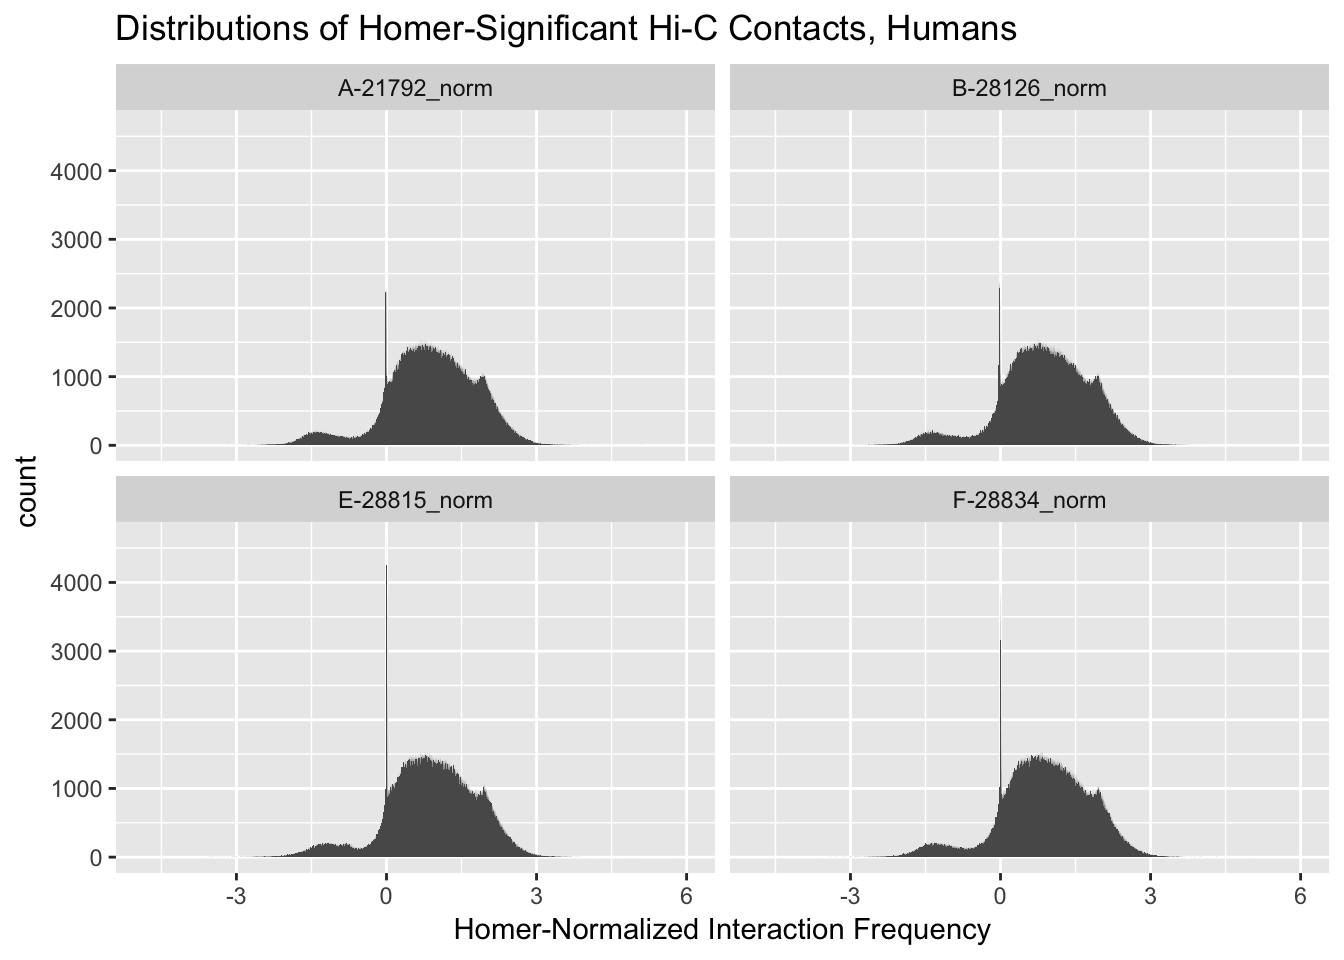 Distributions of Homer-Significant Hi-C Contacts, Humans
A-21792_norm
B-28126_norm
4000
3000
2000
1000
0
E-28815_norm
F-28834_norm
4000
3000
2000
1000
0
count
-3 0 3 6
-3 0 3 6
Homer-Normalized Interaction Frequency